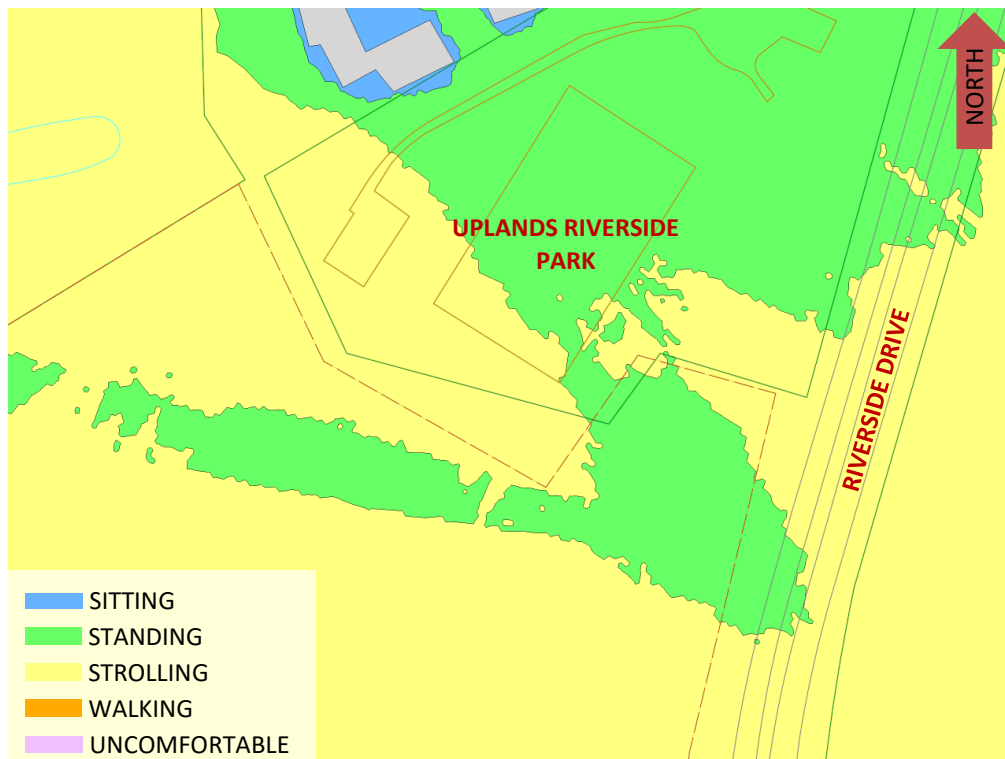 NORTH
UPLANDS RIVERSIDE
PARK
RIVERSIDE DRIVE
SITTING
STANDING
STROLLING
WALKING
UNCOMFORTABLE